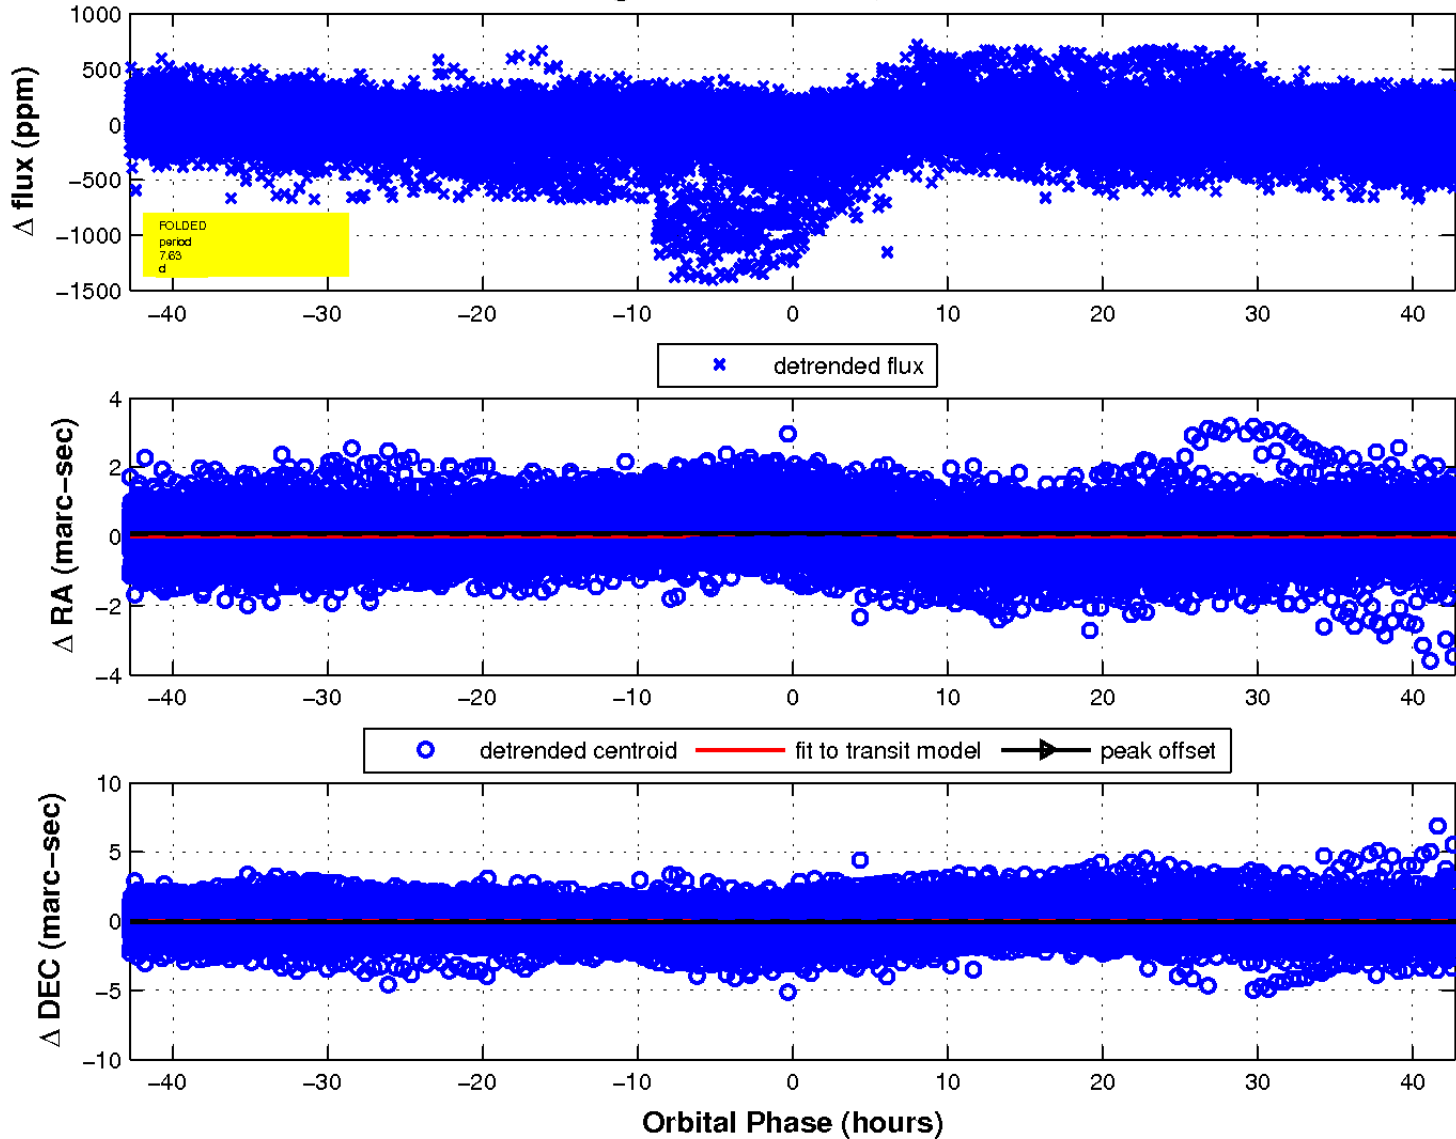 1000
500
0
−500
−1000
−1500
Δ flux (ppm)
FOLDED
period
7.63
d
−40 −30 −20 −10 0 10 20 30 40
detrended flux
4
2
0
−2
−4
Δ RA (marc−sec)
−40 −30 −20 −10 0 10 20 30 40
detrended centroid fit to transit model peak offset
10
5
0
−5
−10
Δ DEC (marc−sec)
−40 −30 −20 −10 0 10 20 30 40
Orbital Phase (hours)